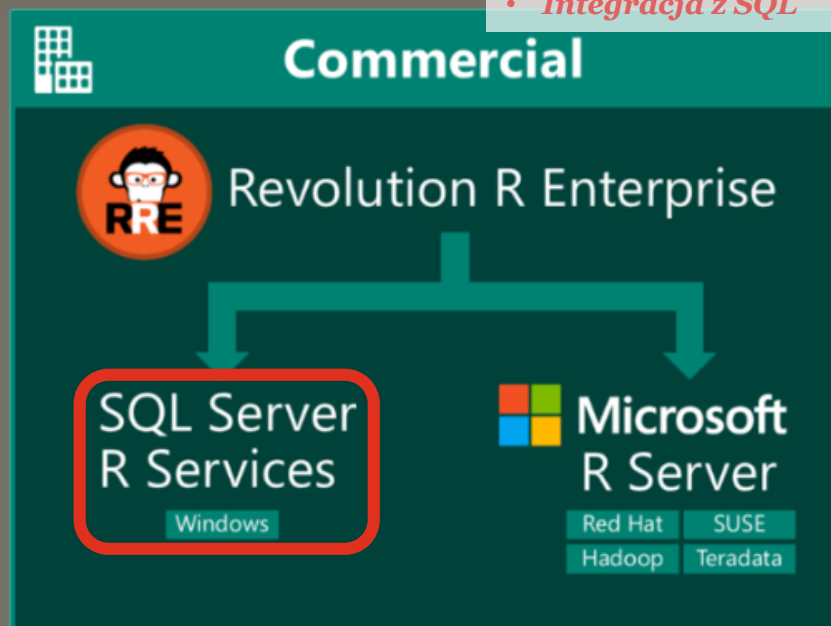 • Integracja z SQL
Commercial
RRE
Revolution R Enterprise
SQL Server
R Services
Windows
Microsoft
R Server
Red Hat
SUSE
Hadoop
Teradata